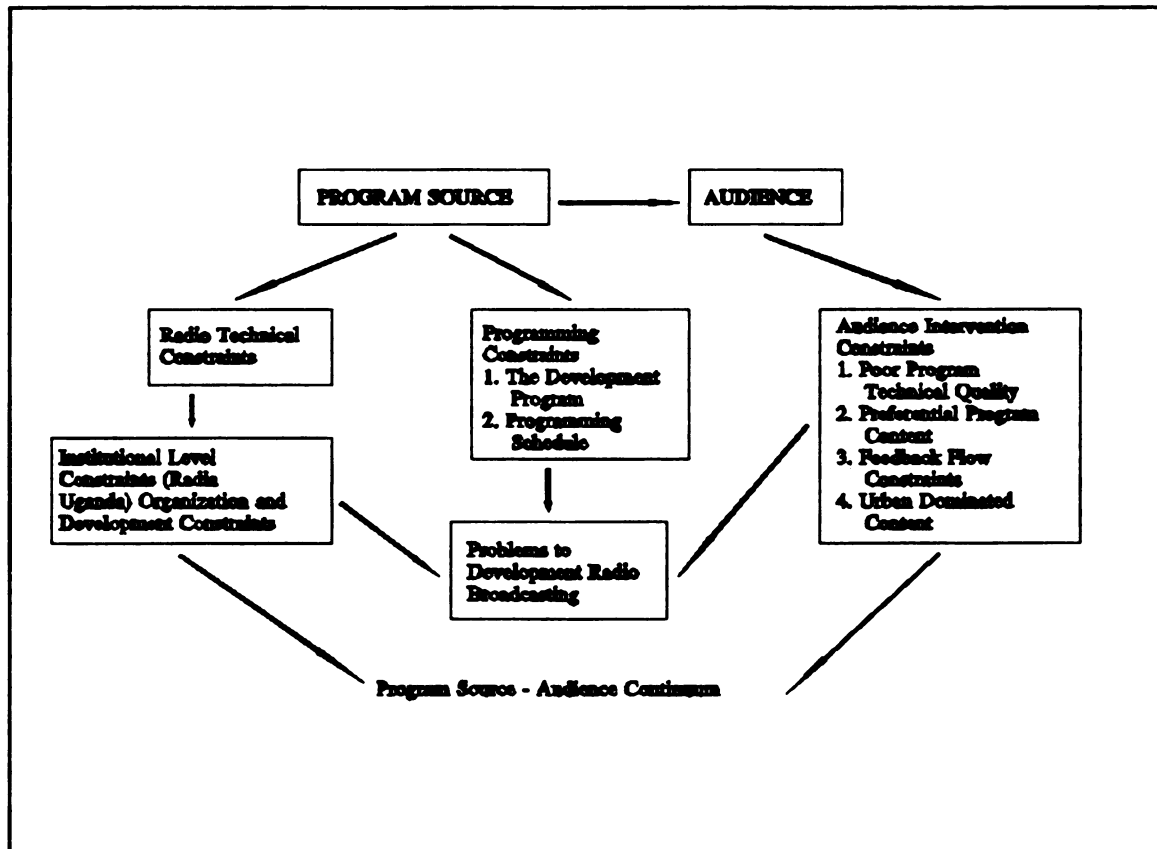 PROGRAM SOURCE
AUDIENCE
Radio Technical
Constraints
Programming
Constraints
1. The Development
Program
2. Programming
Schedule
Audience Intervention
Constraints
1. Poor Program
Technical Quality
2. Preferential Program
Content
3. Feedback Flow
Constraints
4. Urban Dominated
Content
Institutional Level
Constraints (Radio
Uganda) Organization and
Development Constraints
Problems to
Development Radio
Broadcasting
Program Source - Audience Continuum